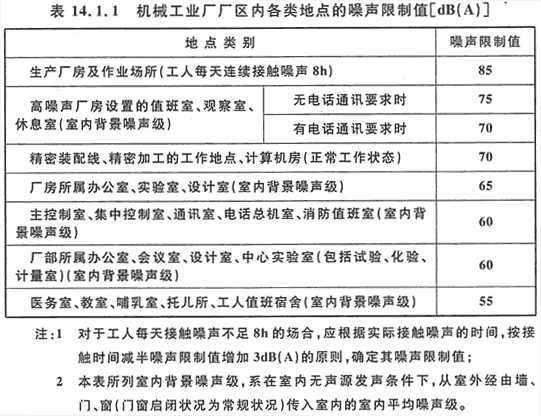 表 14.1.1 机械工业厂厂区内各类地点的噪声限制值[dB(A)]
地点类别
噪声限制值
生产厂房及作业场所(工人每天连续接触噪声 8h)
85
高噪声厂房设置的值班室、观察室、
休息室(室内背景噪声级)
无电话通讯要求时
75
有电话通讯要求时
70
精密装配线、精密加工的工作地点、计算机房(正常工作状态)
70
厂房所属办公室、实验室、设计室(室内背景噪声级)
65
主控制室、集中控制室、通讯室、电话总机室、消防值班室(室内背
景噪声级)
60
厂部所属办公室、会议室、设计室、中心实验室(包括试验、化验、
计量室)(室内背景噪声级)
60
医务室、教室、哺乳室、托儿所、工人值班宿舍(室内背景噪声级)
55
注:1 对于工人每天接触噪声不足 8h 的场合,应根据实际接触噪声的时间,按接
触时间减半噪声限制值增加 3dB(A)的原则,确定其噪声限制值;
2 本表所列室内背景噪声级,系在室内无声源发声条件下,从室外经由墙、
门、窗(门窗启闭状况为常规状况)传入室内的室内平均噪声级。